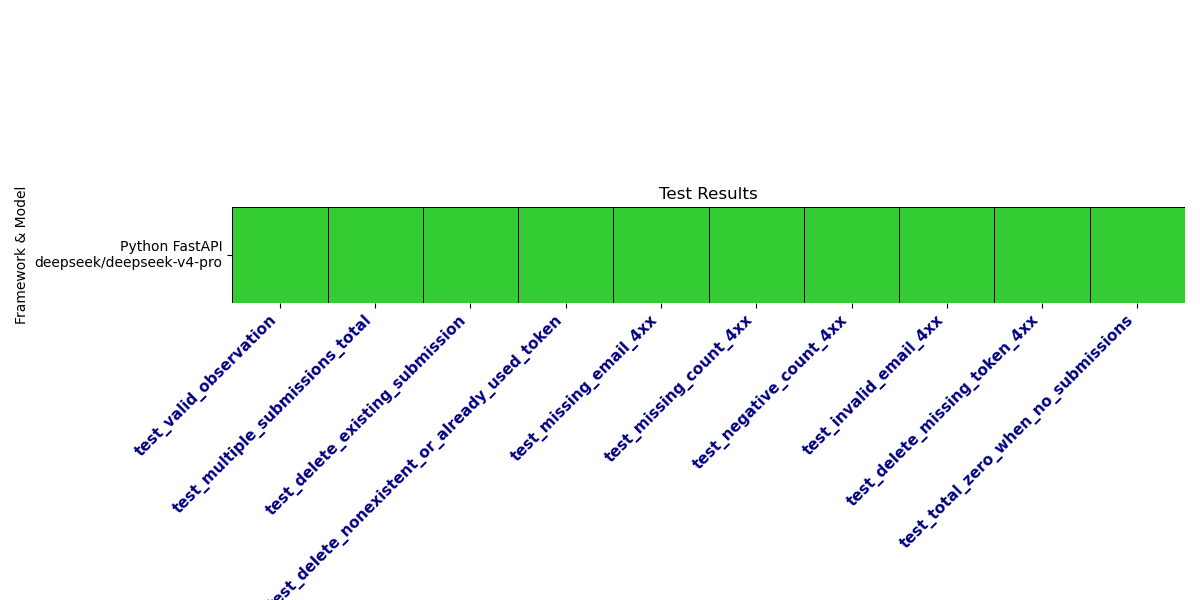 Test Results
Framework & Model
Python FastAPI
deepseek/deepseek-v4-pro
test_valid_observation
test_multiple_submissions_total
test_delete_existing_submission
est_delete_nonexistent_or_already_used_token
test_missing_email_4xx
test_missing_count_4xx
test_negative_count_4xx
test_invalid_email_4xx
test_delete_missing_token_4xx
test_total_zero_when_no_submissions